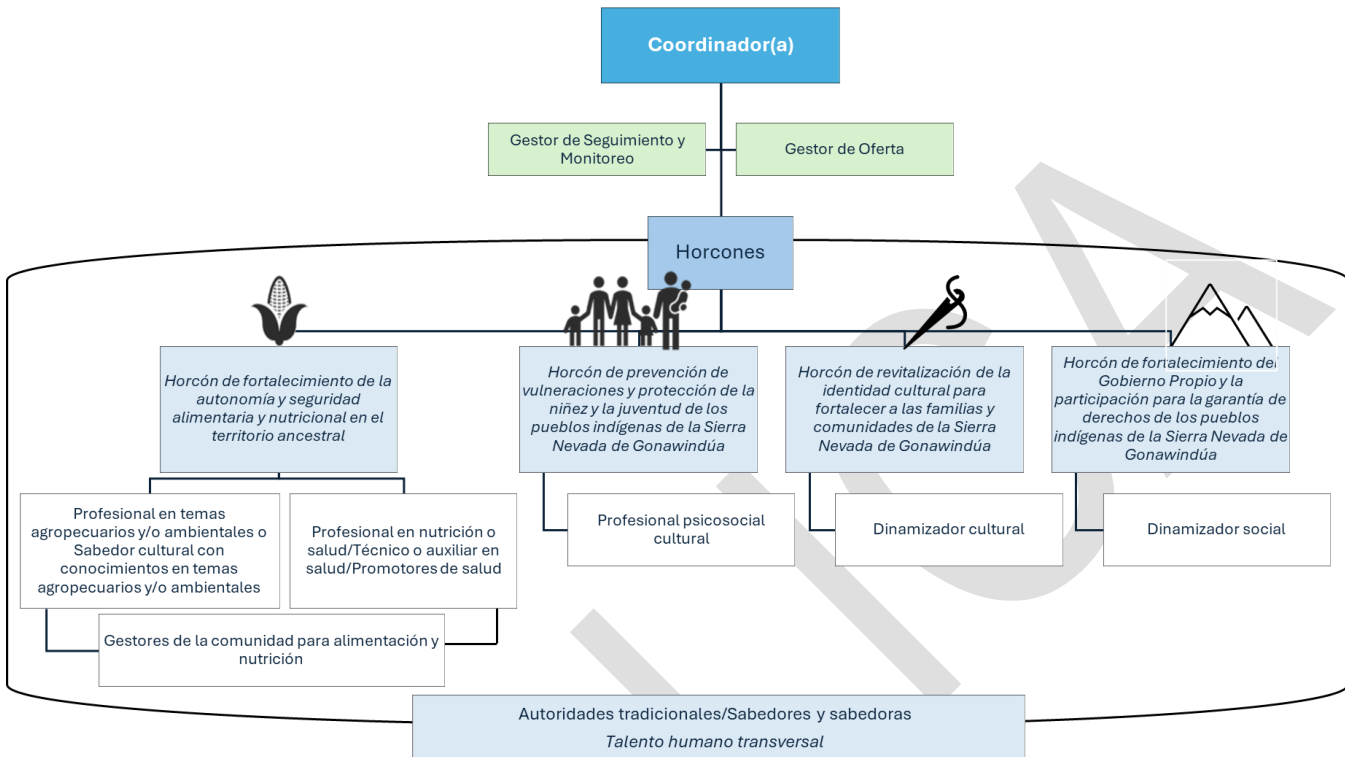 Coordinador(a)
Gestor de Seguimiento y
Monitoreo
Gestor de Oferta
Horcones
Horcón de fortalecimiento de la
autonomía y seguridad
alimentaria y nutricional en el
territorio ancestral
Horcón de prevención de
vulneraciones y protección de la
niñez y la juventud de los
pueblos indígenas de la Sierra
Nevada de Gonawindúa
Horcón de revitalización de la
identidad cultural para
fortalecer a las familias y
comunidades de la Sierra
Nevada de Gonawindúa
Horcón de fortalecimiento del
Gobierno Propio y la
participación para la garantía de
derechos de los pueblos
indígenas de la Sierra Nevada de
Gonawindúa
Profesional en temas
agropecuarios y/o ambientales o
Sabedor cultural con
conocimientos en temas
agropecuarios y/o ambientales
Profesional en nutrición o
salud/Técnico o auxiliar en
salud/Promotores de salud
Profesional psicosocial
cultural
Dinamizador cultural
Dinamizador social
Gestores de la comunidad para alimentación y
nutrición
Autoridades tradicionales/Sabedores y sabedoras
Talento humano transversal